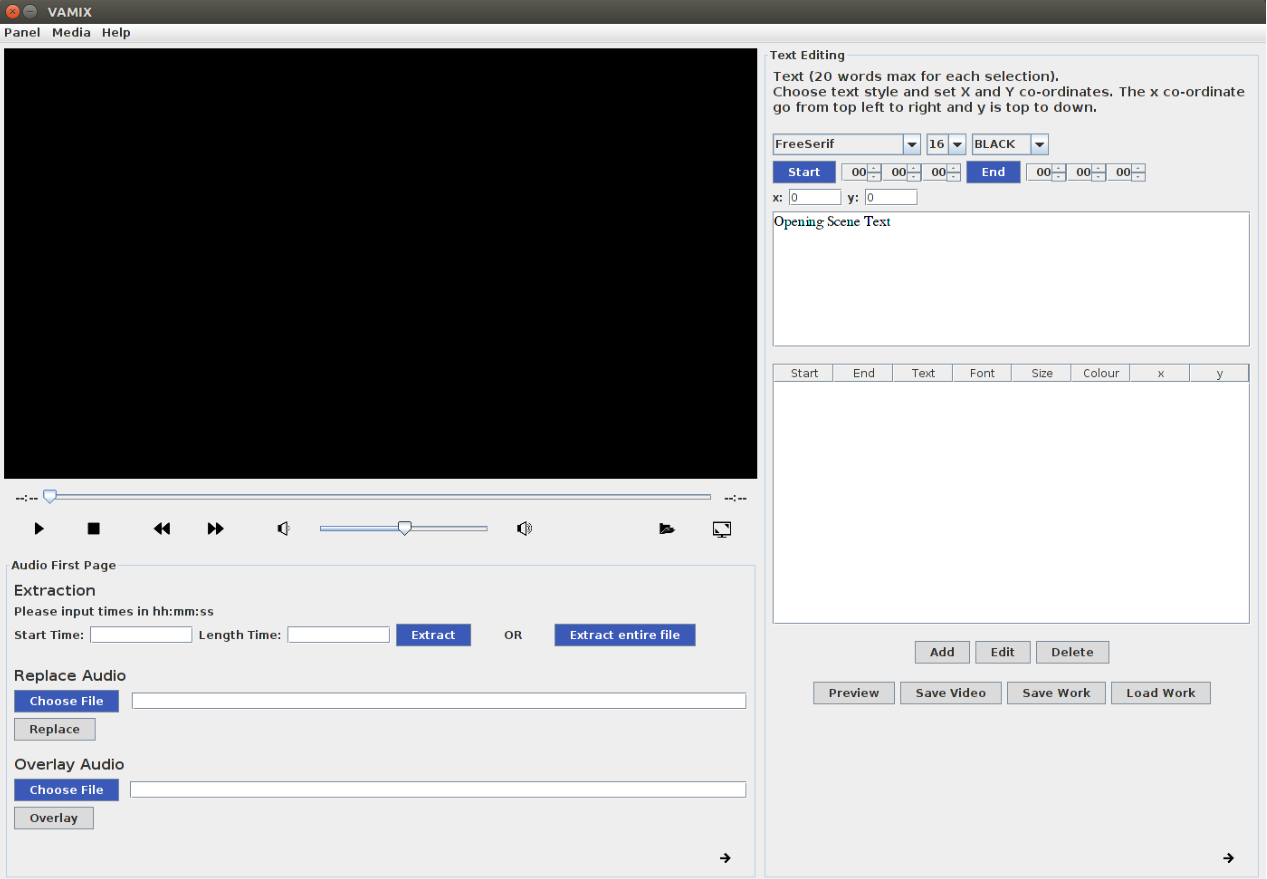 VAMIX
Panel Media Help
--:-- --:--
Audio First Page
Extraction
Please input times in hh:mm:ss
Start Time: Length Time: Extract OR Extract entire file
Replace Audio
Choose File
Replace
Overlay Audio
Choose File
Overlay
Text Editing
Text (20 words max for each selection).
Choose text style and set X and Y co-ordinates. The x co-ordinate
go from top left to right and y is top to down.
FreeSerif 16 BLACK
Start 00 00 00 End 00 00 00
x: 0 y: 0
Opening Scene Text
Start End Text Font Size Colour x y
Add Edit Delete
Preview Save Video Save Work Load Work